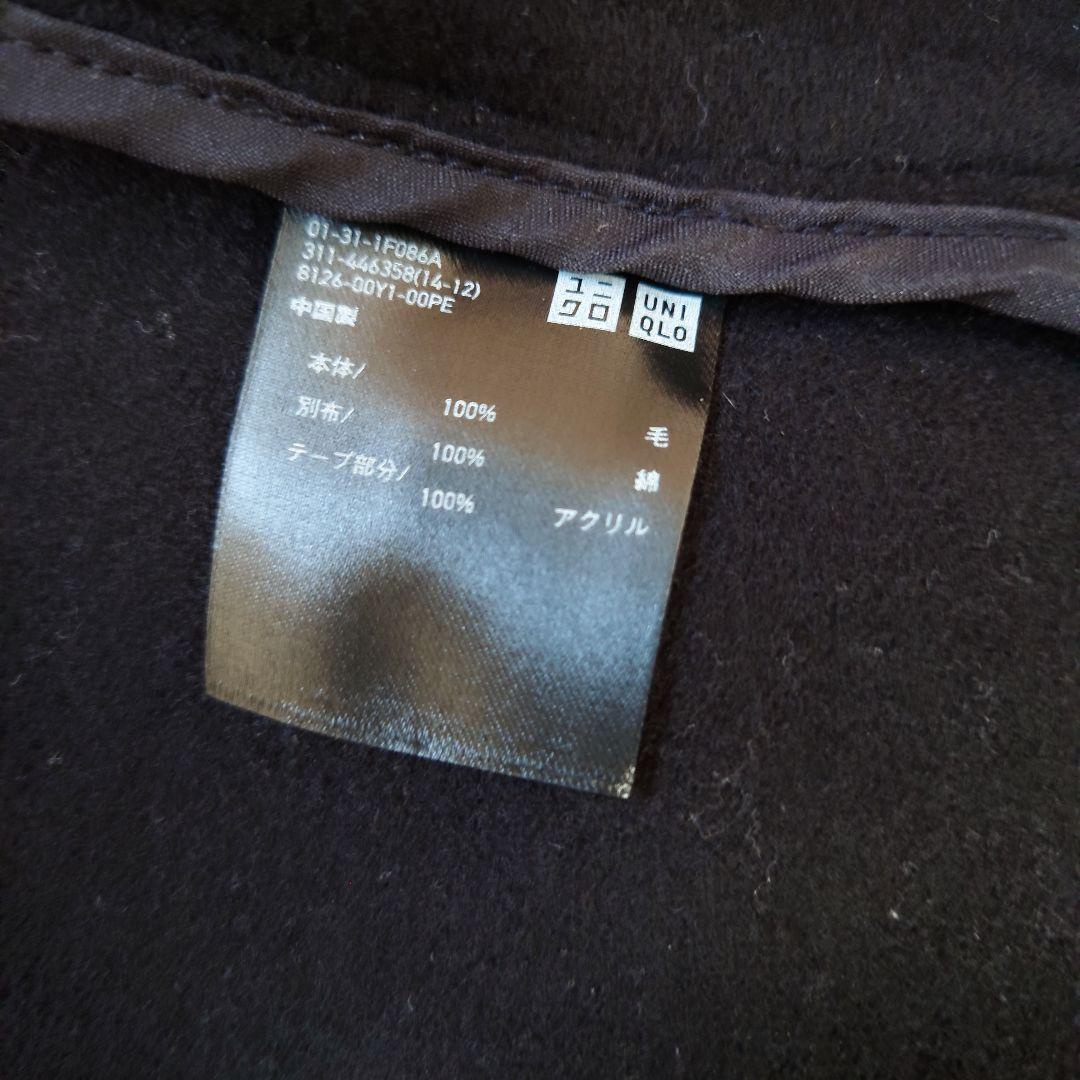 01-31-1F086A
311-446358(14-12)
8126-00Y1-00PE
中国製
ユニ
クロ
UNI
QLO
本体/ 100% 毛
別布/ 100% 綿
テープ部分/ 100% アクリル